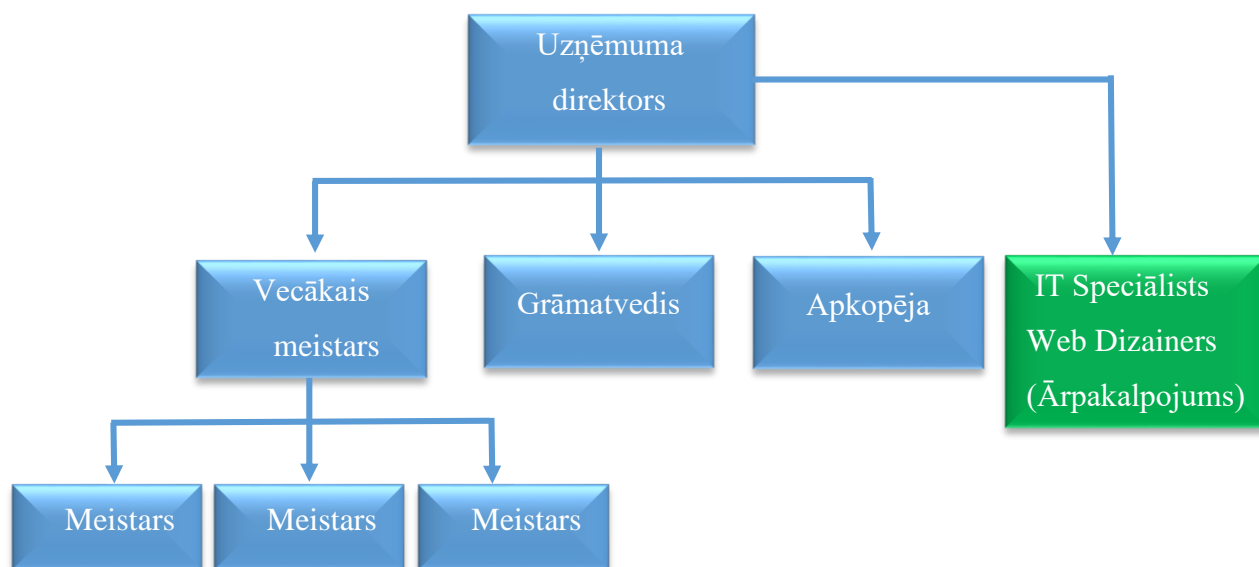 Uzņēmuma
direktors
Vecākais
meistars
Grāmatvedis
Apkopēja
IT Speciālists
Web Dizainers
(Ārpakalpojums)
Meistars
Meistars
Meistars